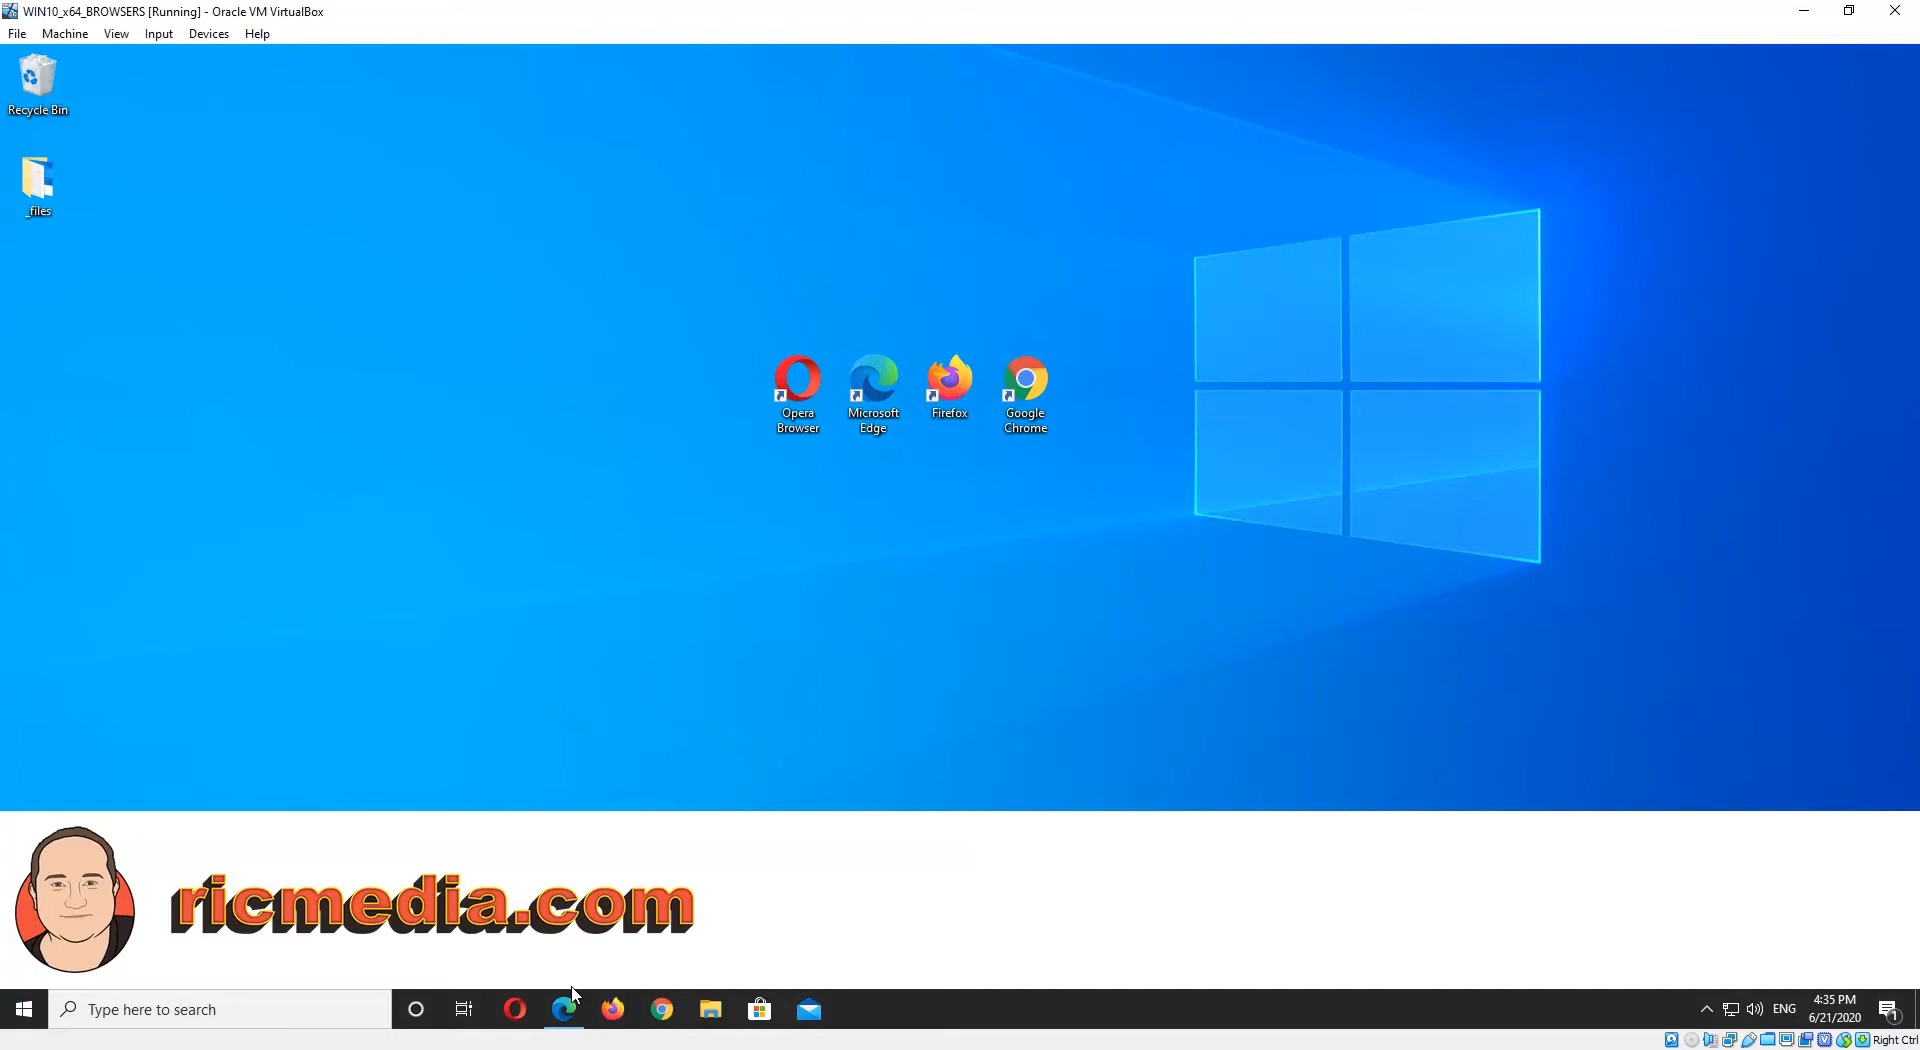 WIN10_x64_BROWSERS [Running] - Oracle VM VirtualBox
File Machine View Input Devices Help
Recycle Bin
_files
Opera Browser
Microsoft Edge
Firefox
Google Chrome
ricmedia.com
Type here to search
ENG
4:35 PM
6/21/2020
1
Right Ctrl